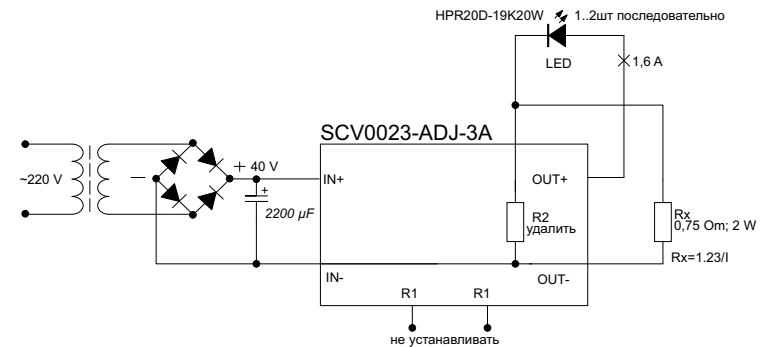 HPR20D-19K20W 1..2шт последовательно
LED
1,6 A
SCV0023-ADJ-3A
~220 V
—
+ 40 V
IN+
OUT+
+
2200 µF
R2
удалить
Rx
0,75 Om; 2 W
Rx=1.23/I
IN-
OUT-
R1 R1
не устанавливать